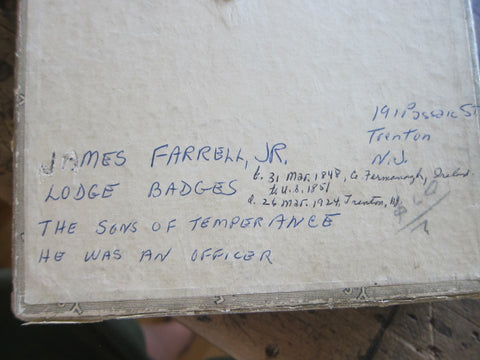 191 Passaic ST
Trenton
N.J.
JAMES FARRELL, JR.
LODGE BADGES
b. 31 Mar. 1848, Co Fermanagh, Ireland.
to U.S. 1851
d. 26 Mar. 1924, Trenton, NJ
THE SONS OF TEMPERANCE
HE WAS AN OFFICER